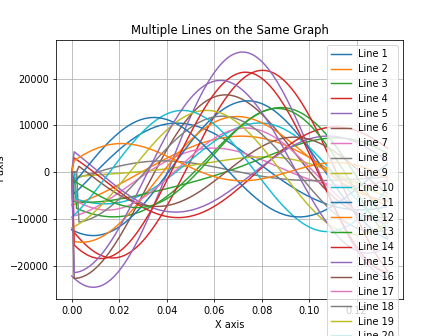 Multiple Lines on the Same Graph
20000
10000
0
−10000
−20000
0.00
0.02
0.04
0.06
0.08
0.10
X axis
Line 1
Line 2
Line 3
Line 4
Line 5
Line 6
Line 7
Line 8
Line 9
Line 10
Line 11
Line 12
Line 13
Line 14
Line 15
Line 16
Line 17
Line 18
Line 19
Line 20